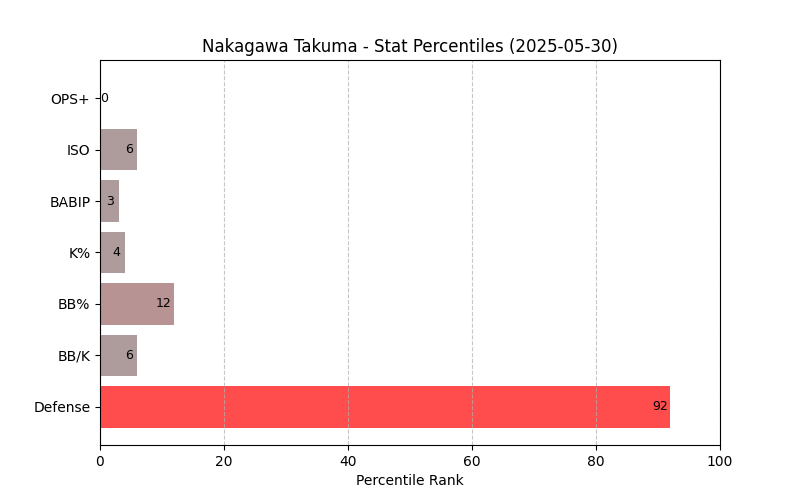 Nakagawa Takuma - Stat Percentiles (2025-05-30)
OPS+ 0
ISO 6
BABIP 3
K% 4
BB% 12
BB/K 6
Defense 92
0 20 40 60 80 100
Percentile Rank